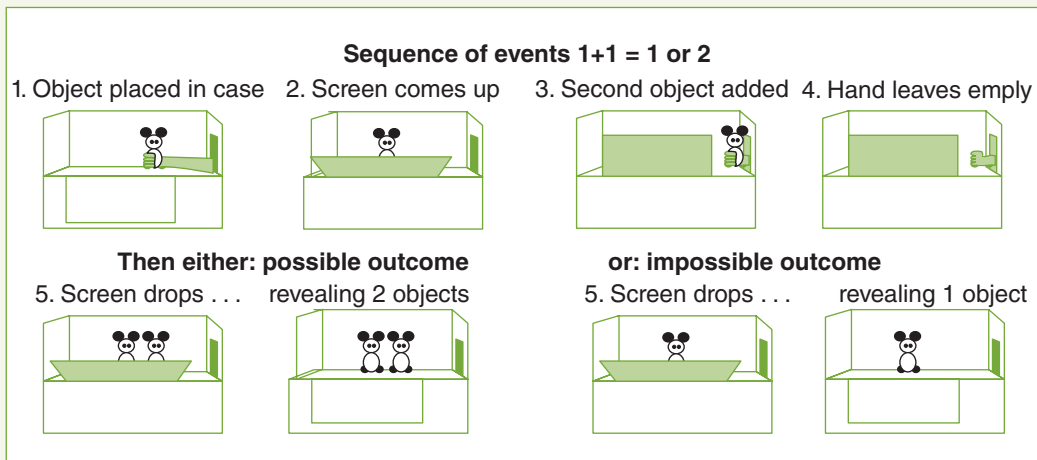 Sequence of events 1+1 = 1 or 2
1. Object placed in case 2. Screen comes up 3. Second object added 4. Hand leaves emply
Then either: possible outcome or: impossible outcome
5. Screen drops . . . revealing 2 objects 5. Screen drops . . . revealing 1 object